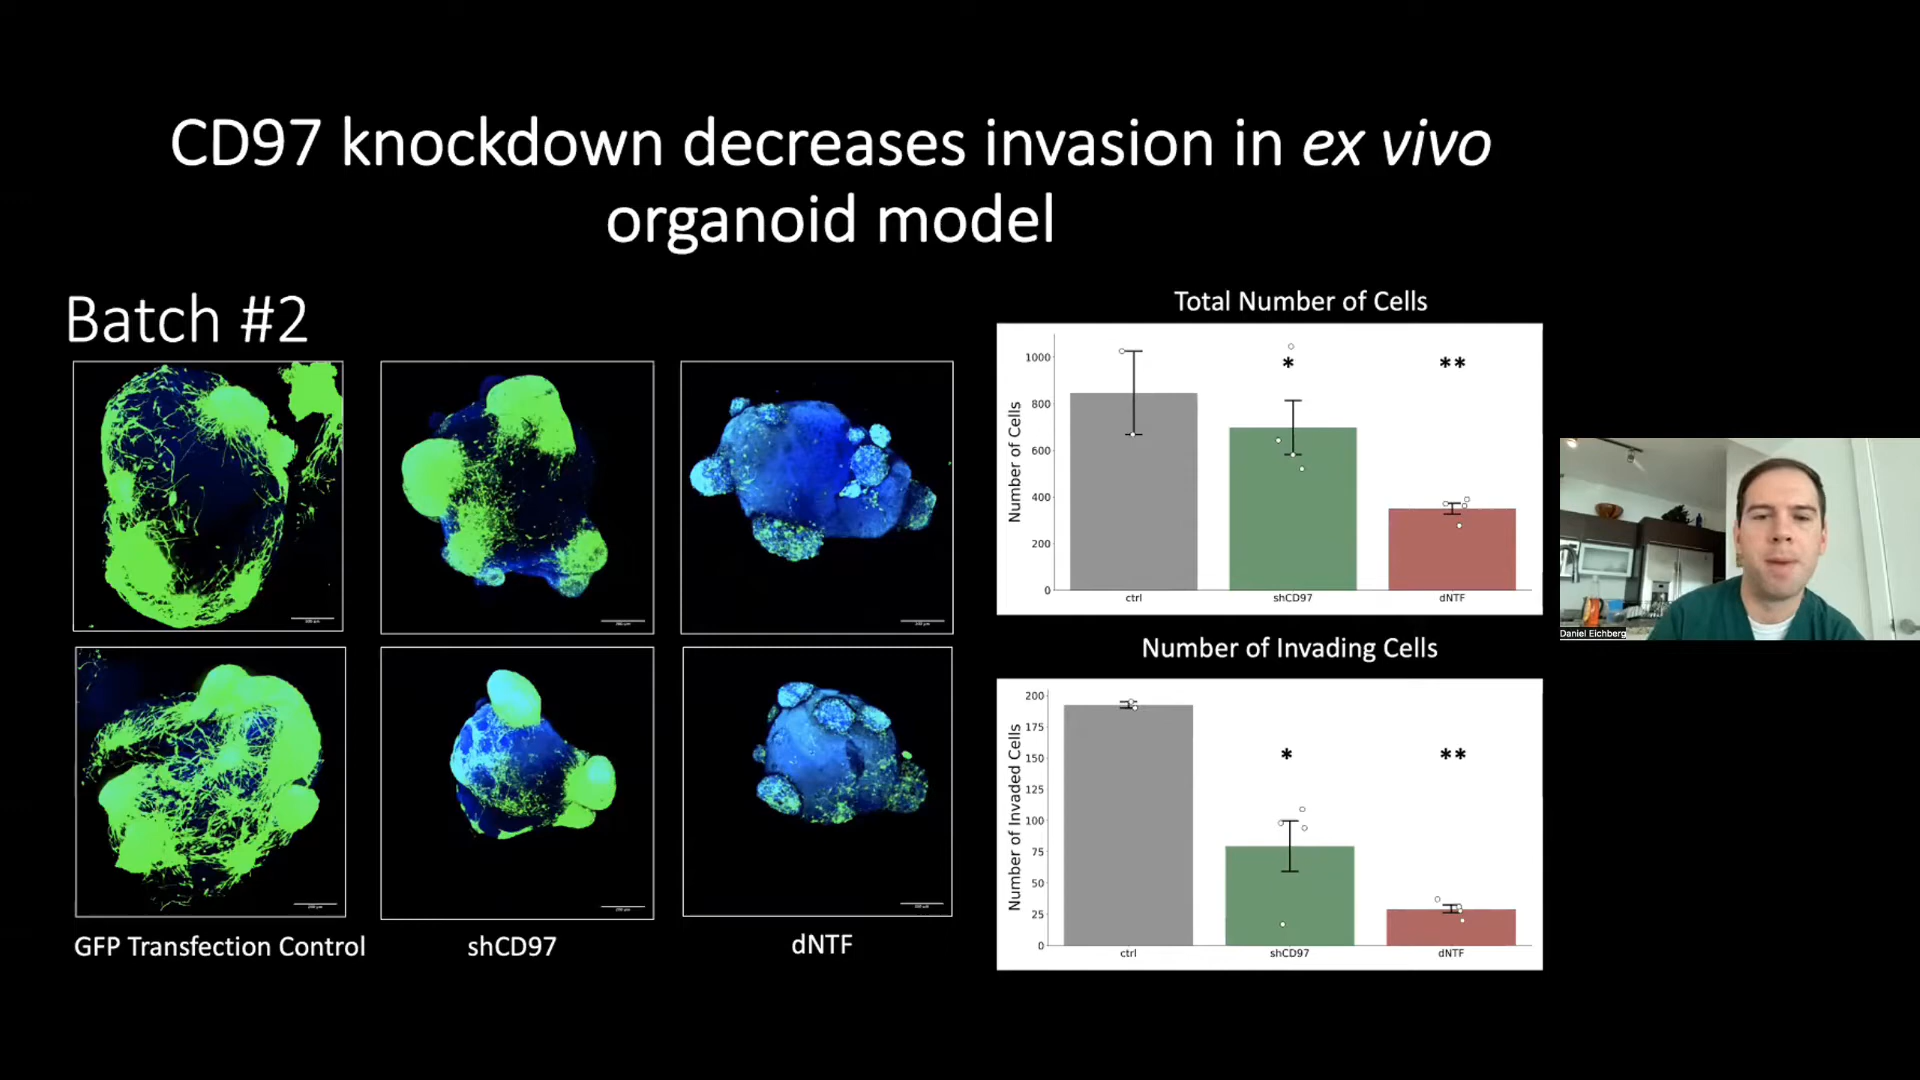 CD97 knockdown decreases invasion in ex vivo
organoid model
Batch #2
GFP Transfection Control
shCD97
dNTF
Total Number of Cells
Number of Cells
1000
800
600
400
200
0
*
**
ctrl
shCD97
dNTF
Number of Invading Cells
Number of Invaded Cells
200
175
150
125
100
75
50
25
0
*
**
ctrl
shCD97
dNTF
Daniel Eichberg